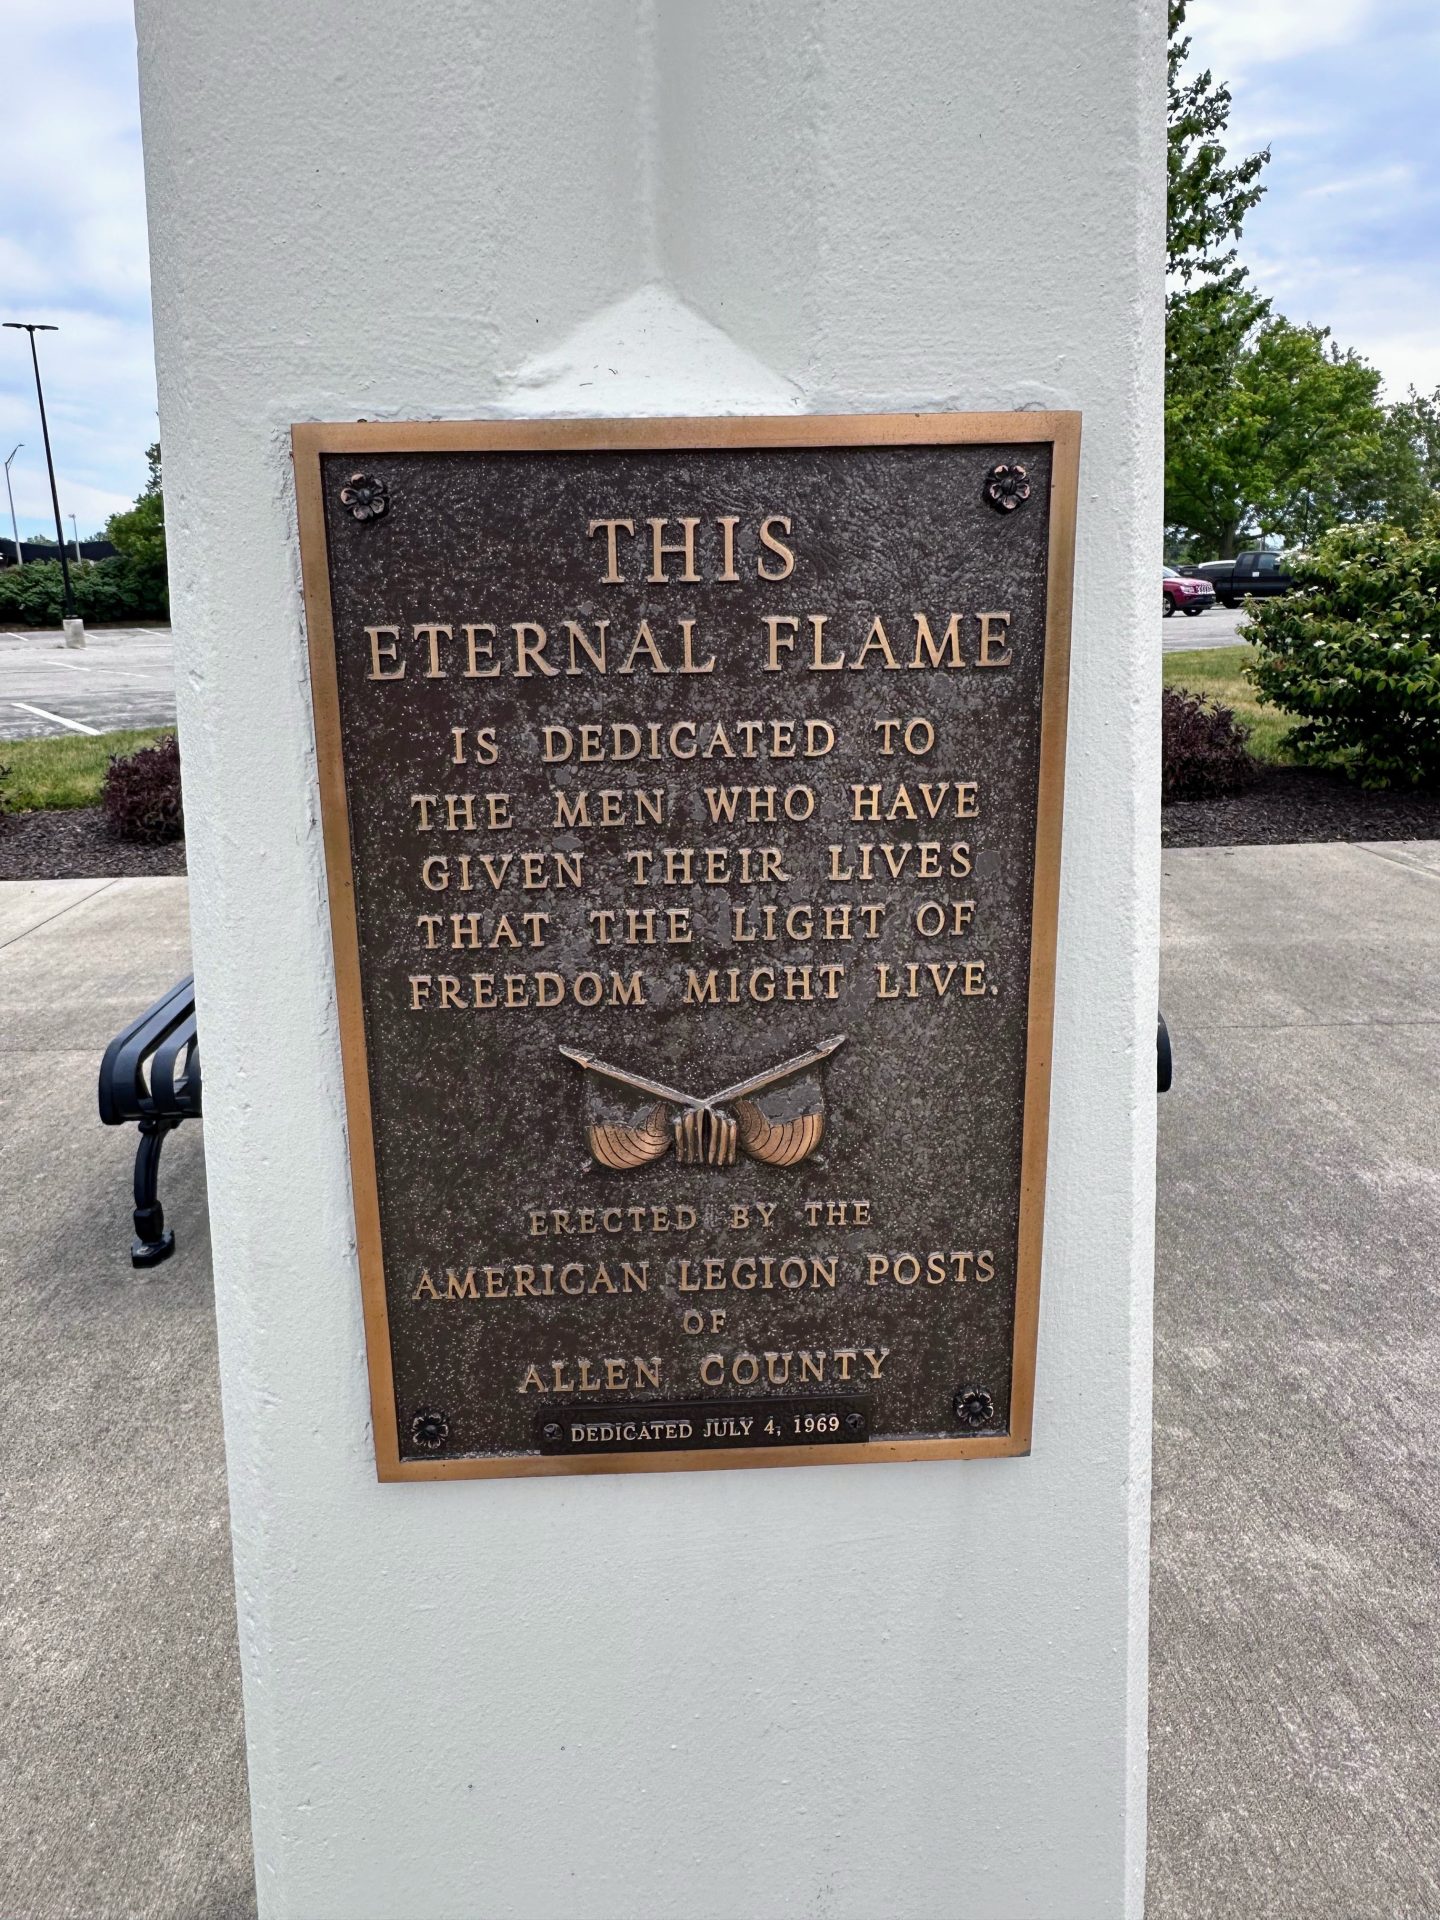 THIS
ETERNAL FLAME
IS DEDICATED TO
THE MEN WHO HAVE
GIVEN THEIR LIVES
THAT THE LIGHT OF
FREEDOM MIGHT LIVE.
ERECTED BY THE
AMERICAN LEGION POSTS
OF
ALLEN COUNTY
DEDICATED JULY 4, 1969